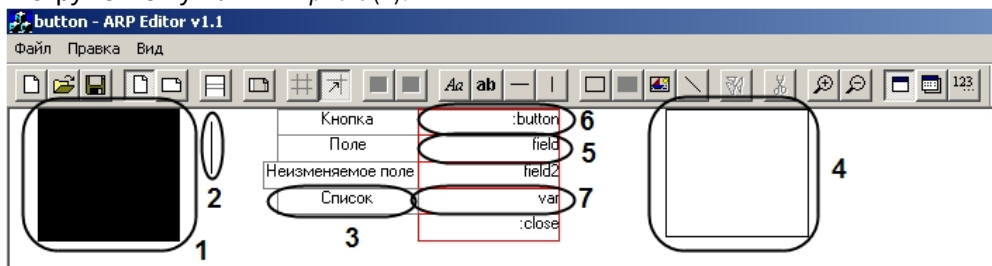 button - ARP Editor v1.1
Файл Правка Вид
Aa ab 123
Кнопка :button 6
Поле field 5
Неизменяемое поле field2
Список var 7
:close
1
2
3
4